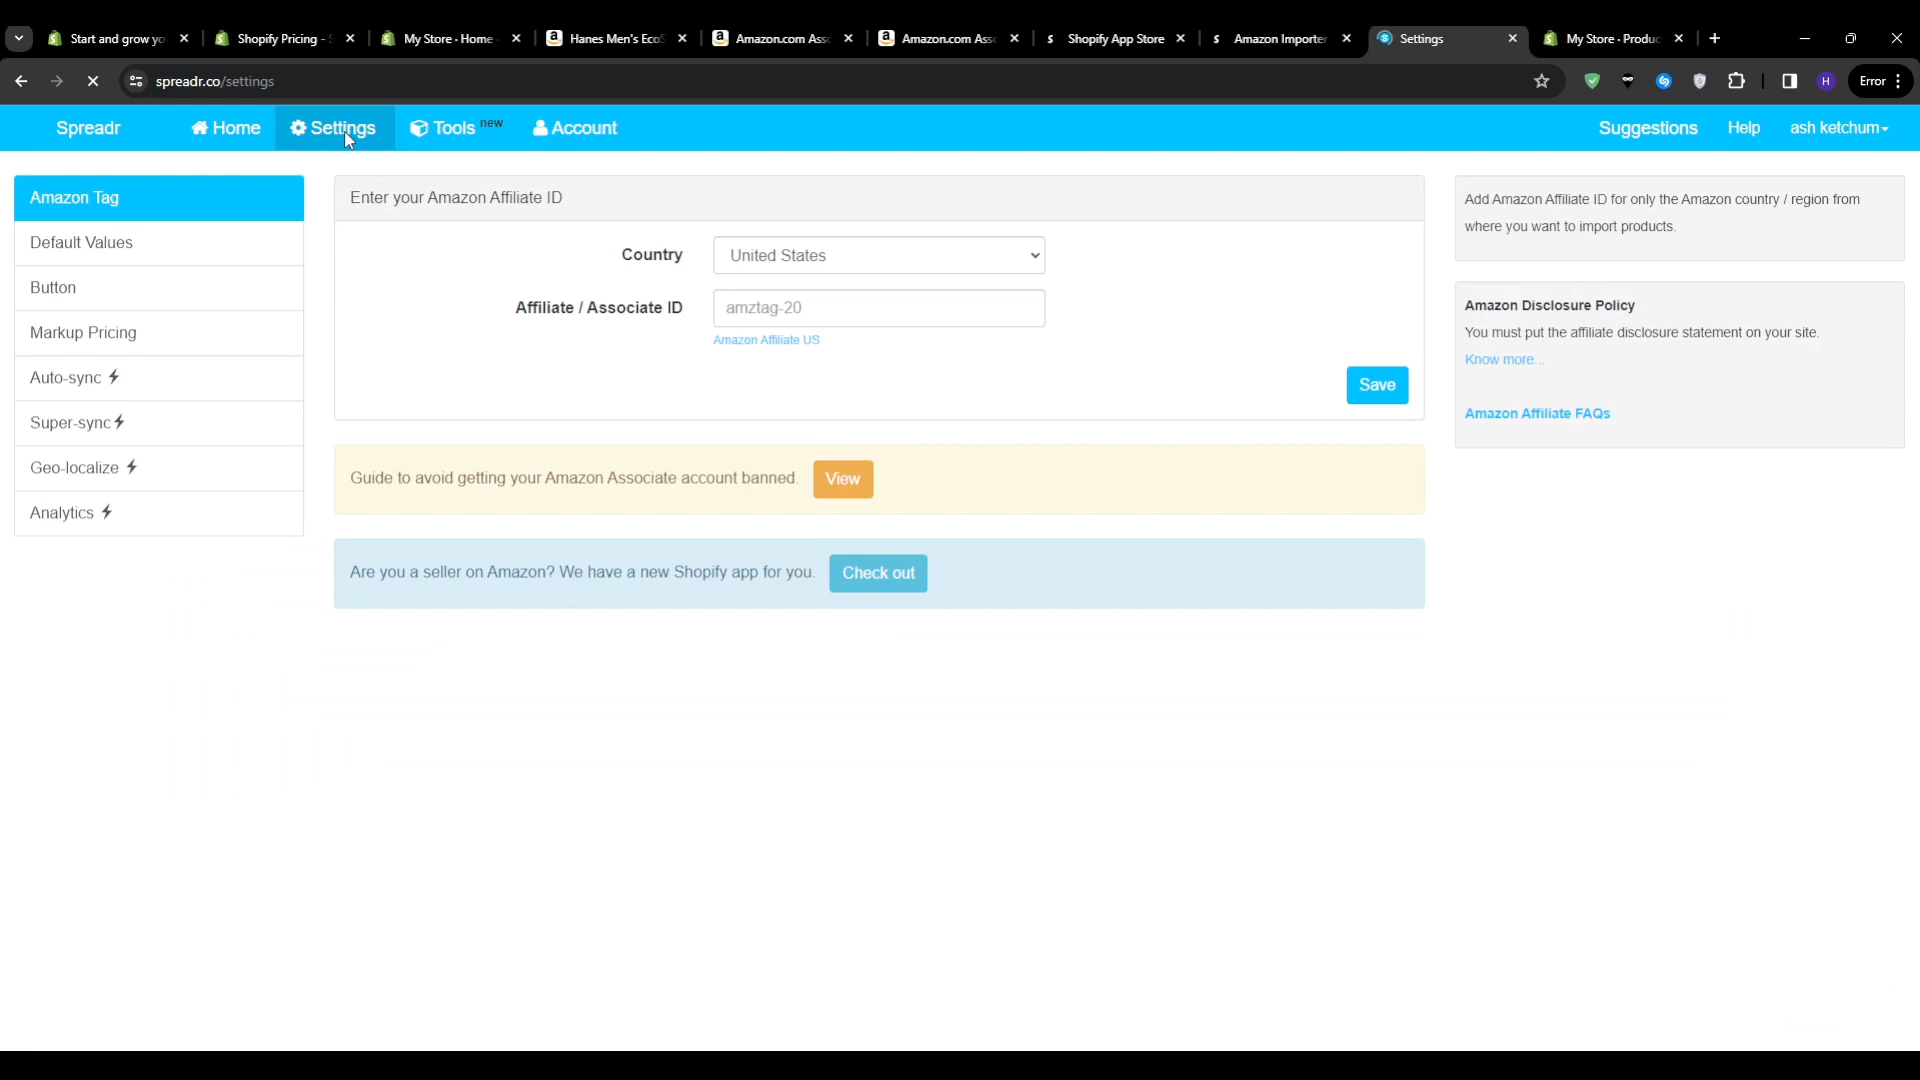 Start and grow yo
Shopify Pricing - S
My Store · Home
Hanes Men's EcoS
Amazon.com Asso
Amazon.com Asso
Shopify App Store
Amazon Importer
Settings
My Store · Produc
spreadr.co/settings
H
Error
Spreadr
Home
Settings
Tools new
Account
Suggestions
Help
ash ketchum
Amazon Tag
Default Values
Button
Markup Pricing
Auto-sync
Super-sync
Geo-localize
Analytics
Enter your Amazon Affiliate ID
Country
United States
Affiliate / Associate ID
amztag-20
Amazon Affiliate US
Save
Guide to avoid getting your Amazon Associate account banned.
View
Are you a seller on Amazon? We have a new Shopify app for you.
Check out
Add Amazon Affiliate ID for only the Amazon country / region from
where you want to import products.
Amazon Disclosure Policy
You must put the affiliate disclosure statement on your site.
Know more...
Amazon Affiliate FAQs